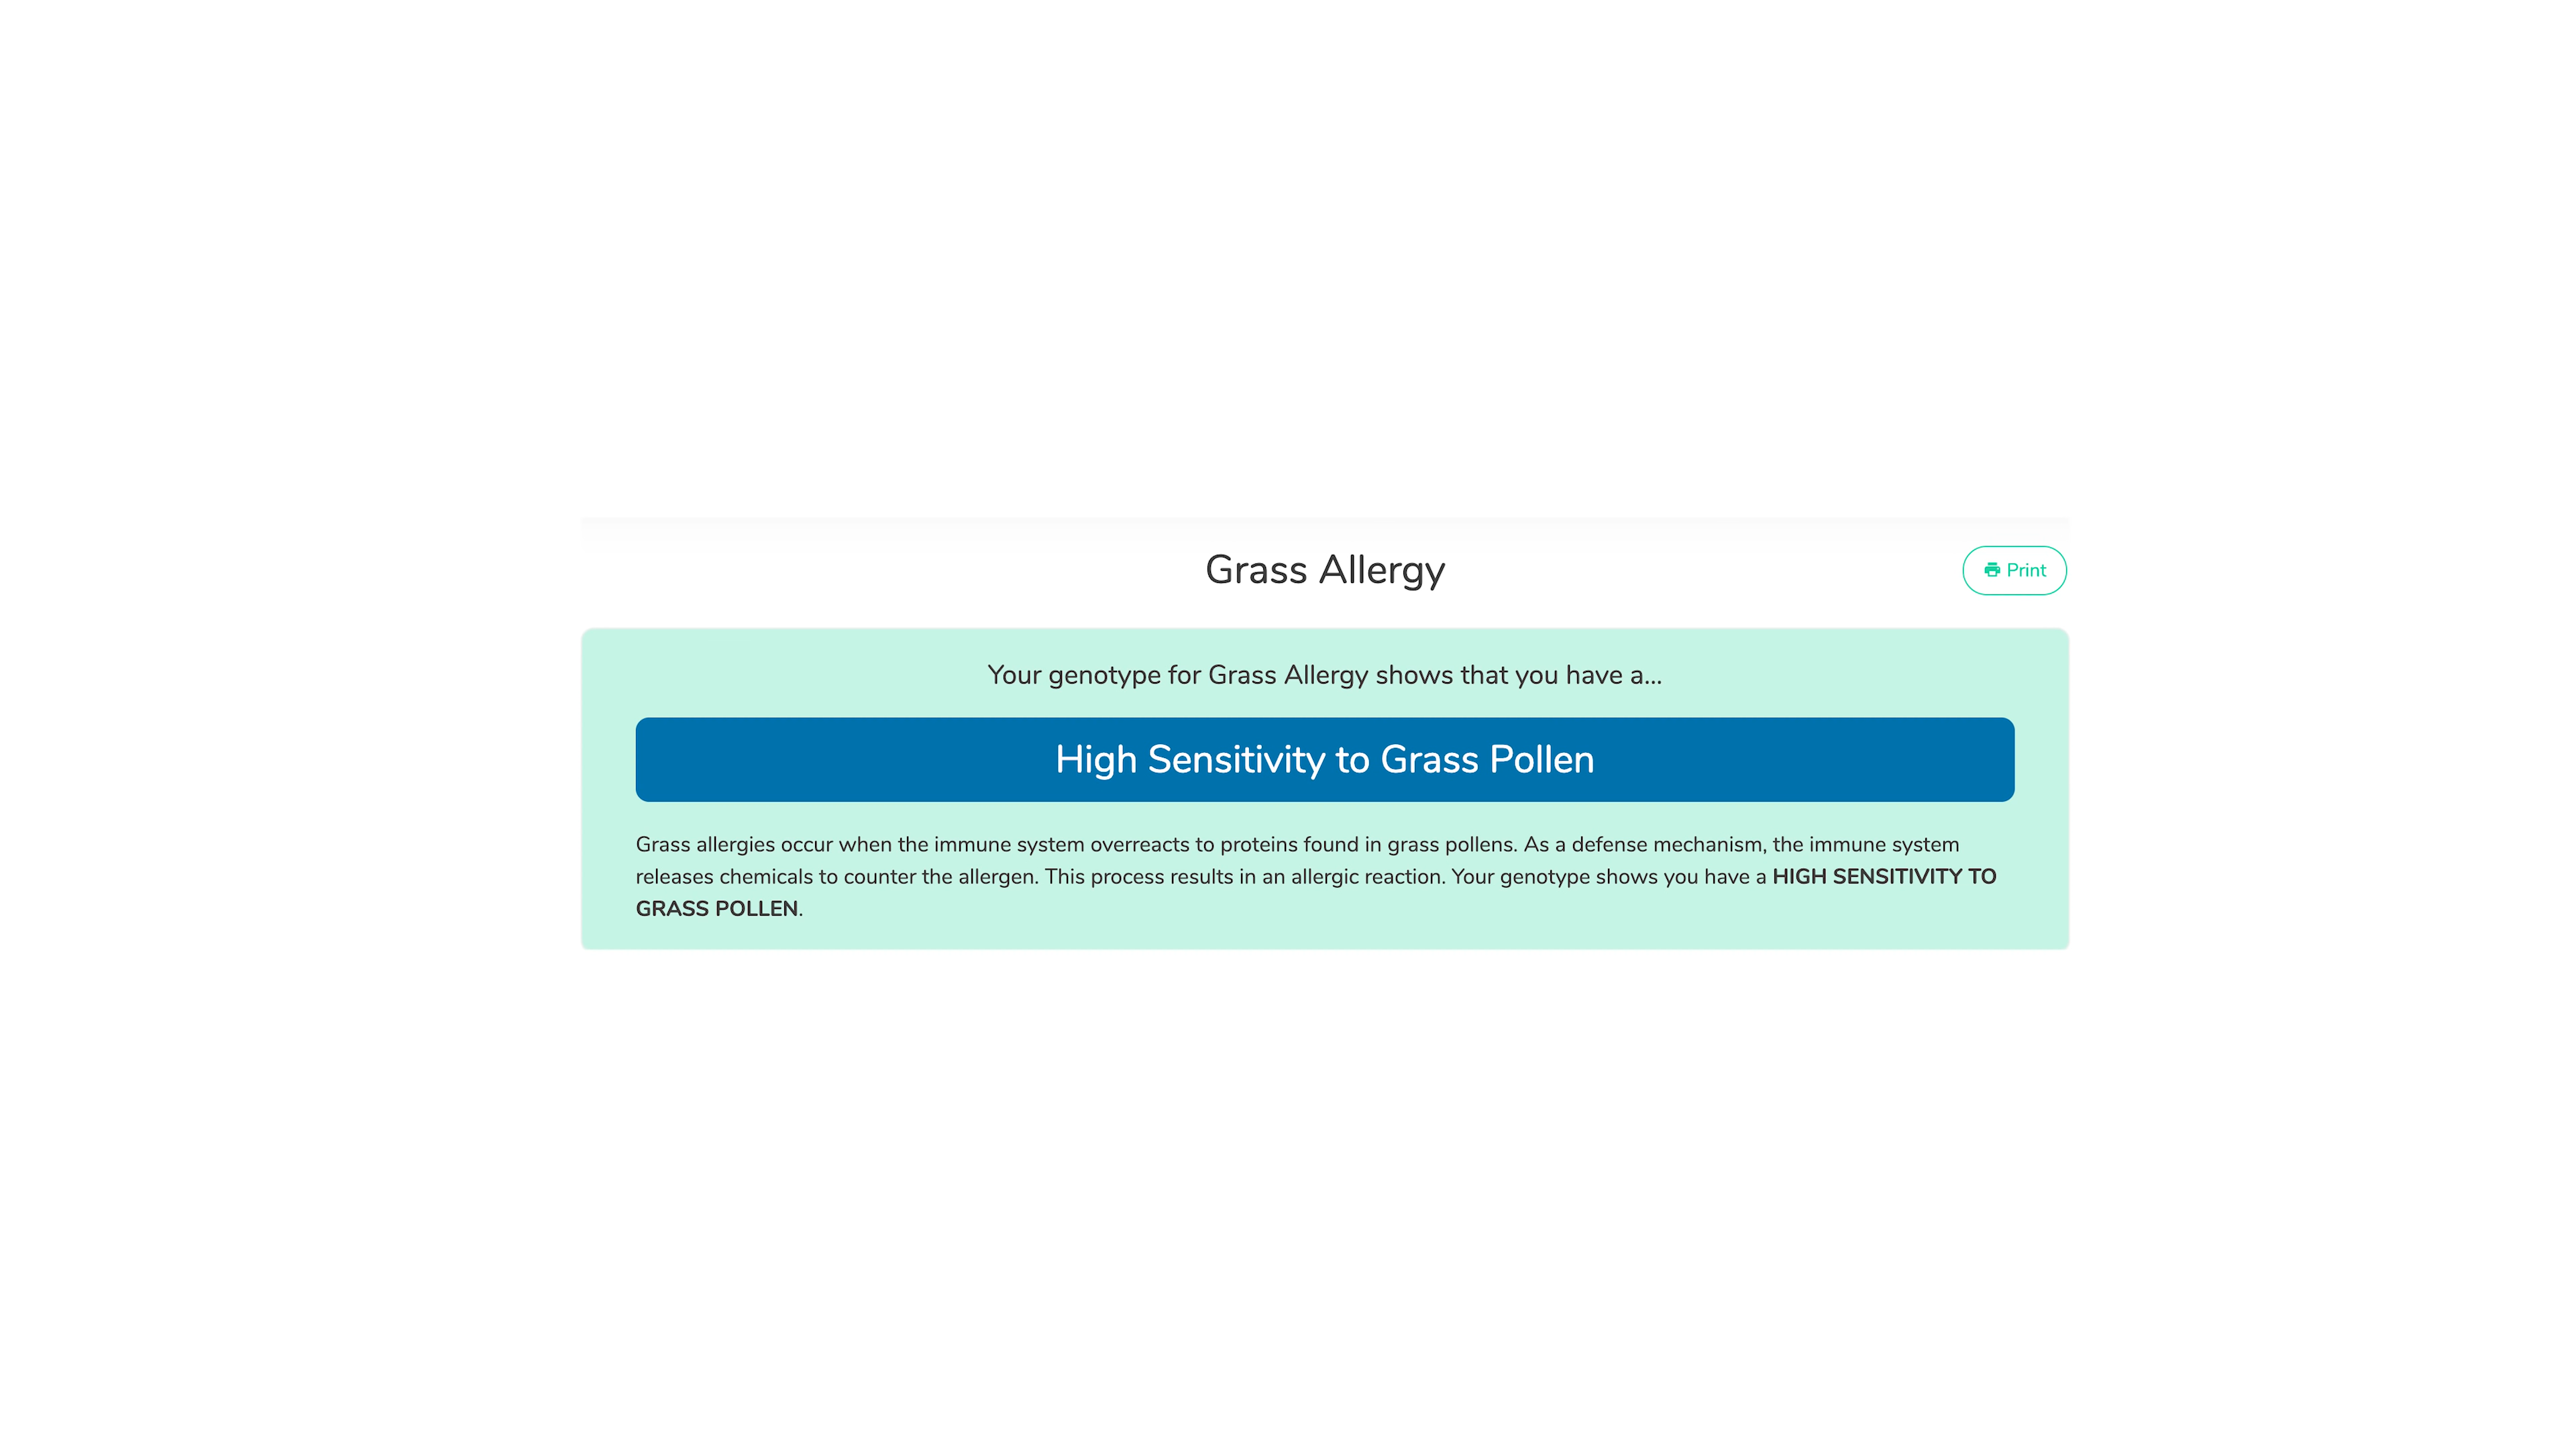 Grass Allergy
Print
Your genotype for Grass Allergy shows that you have a...
High Sensitivity to Grass Pollen
Grass allergies occur when the immune system overreacts to proteins found in grass pollens. As a defense mechanism, the immune system
releases chemicals to counter the allergen. This process results in an allergic reaction. Your genotype shows you have a HIGH SENSITIVITY TO
GRASS POLLEN.